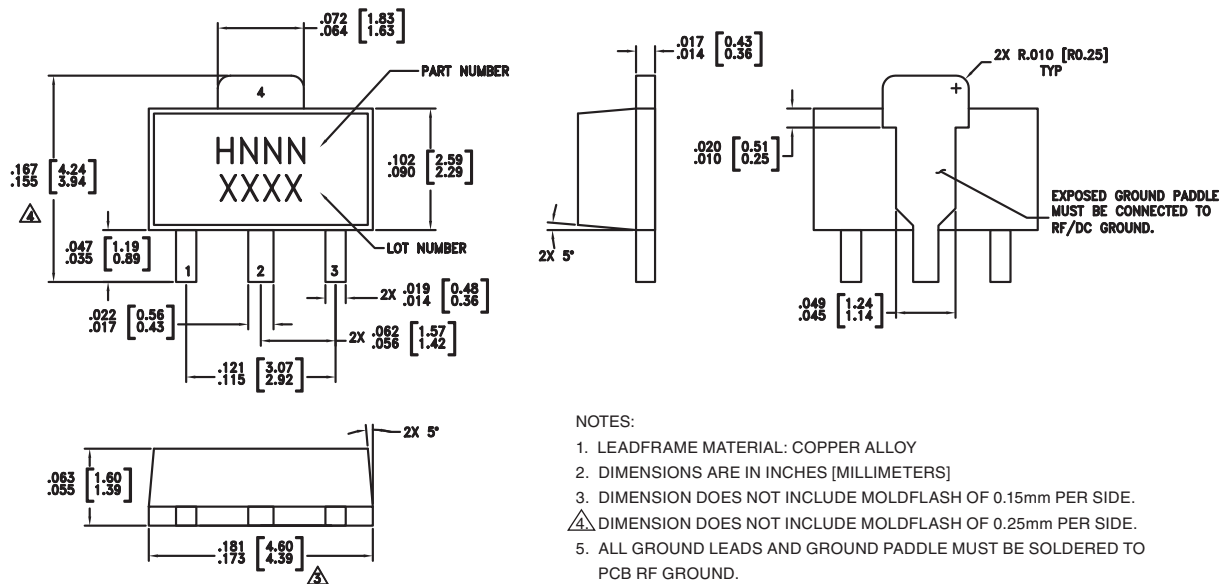 .072 [1.83]
.064 [1.63]
.017 [0.43]
.014 [0.36]
2X R.010 [R0.25]
TYP
PART NUMBER
4
HNNN
XXXX
.167 [4.24]
.155 [3.94]
4
.102 [2.59]
.090 [2.29]
.020 [0.51]
.010 [0.25]
EXPOSED GROUND PADDLE
MUST BE CONNECTED TO
RF/DC GROUND.
LOT NUMBER
.047 [1.19]
.035 [0.89]
1
2
3
2X 5°
2X .019 [0.48]
.014 [0.36]
.022 [0.56]
.017 [0.43]
2X .062 [1.57]
.056 [1.42]
.049 [1.24]
.045 [1.14]
.121 [3.07]
.115 [2.92]
2X 5°
.063 [1.60]
.055 [1.39]
.181 [4.60]
.173 [4.39]
3
NOTES:
1. LEADFRAME MATERIAL: COPPER ALLOY
2. DIMENSIONS ARE IN INCHES [MILLIMETERS]
3. DIMENSION DOES NOT INCLUDE MOLDFLASH OF 0.15mm PER SIDE.
4. DIMENSION DOES NOT INCLUDE MOLDFLASH OF 0.25mm PER SIDE.
5. ALL GROUND LEADS AND GROUND PADDLE MUST BE SOLDERED TO
PCB RF GROUND.